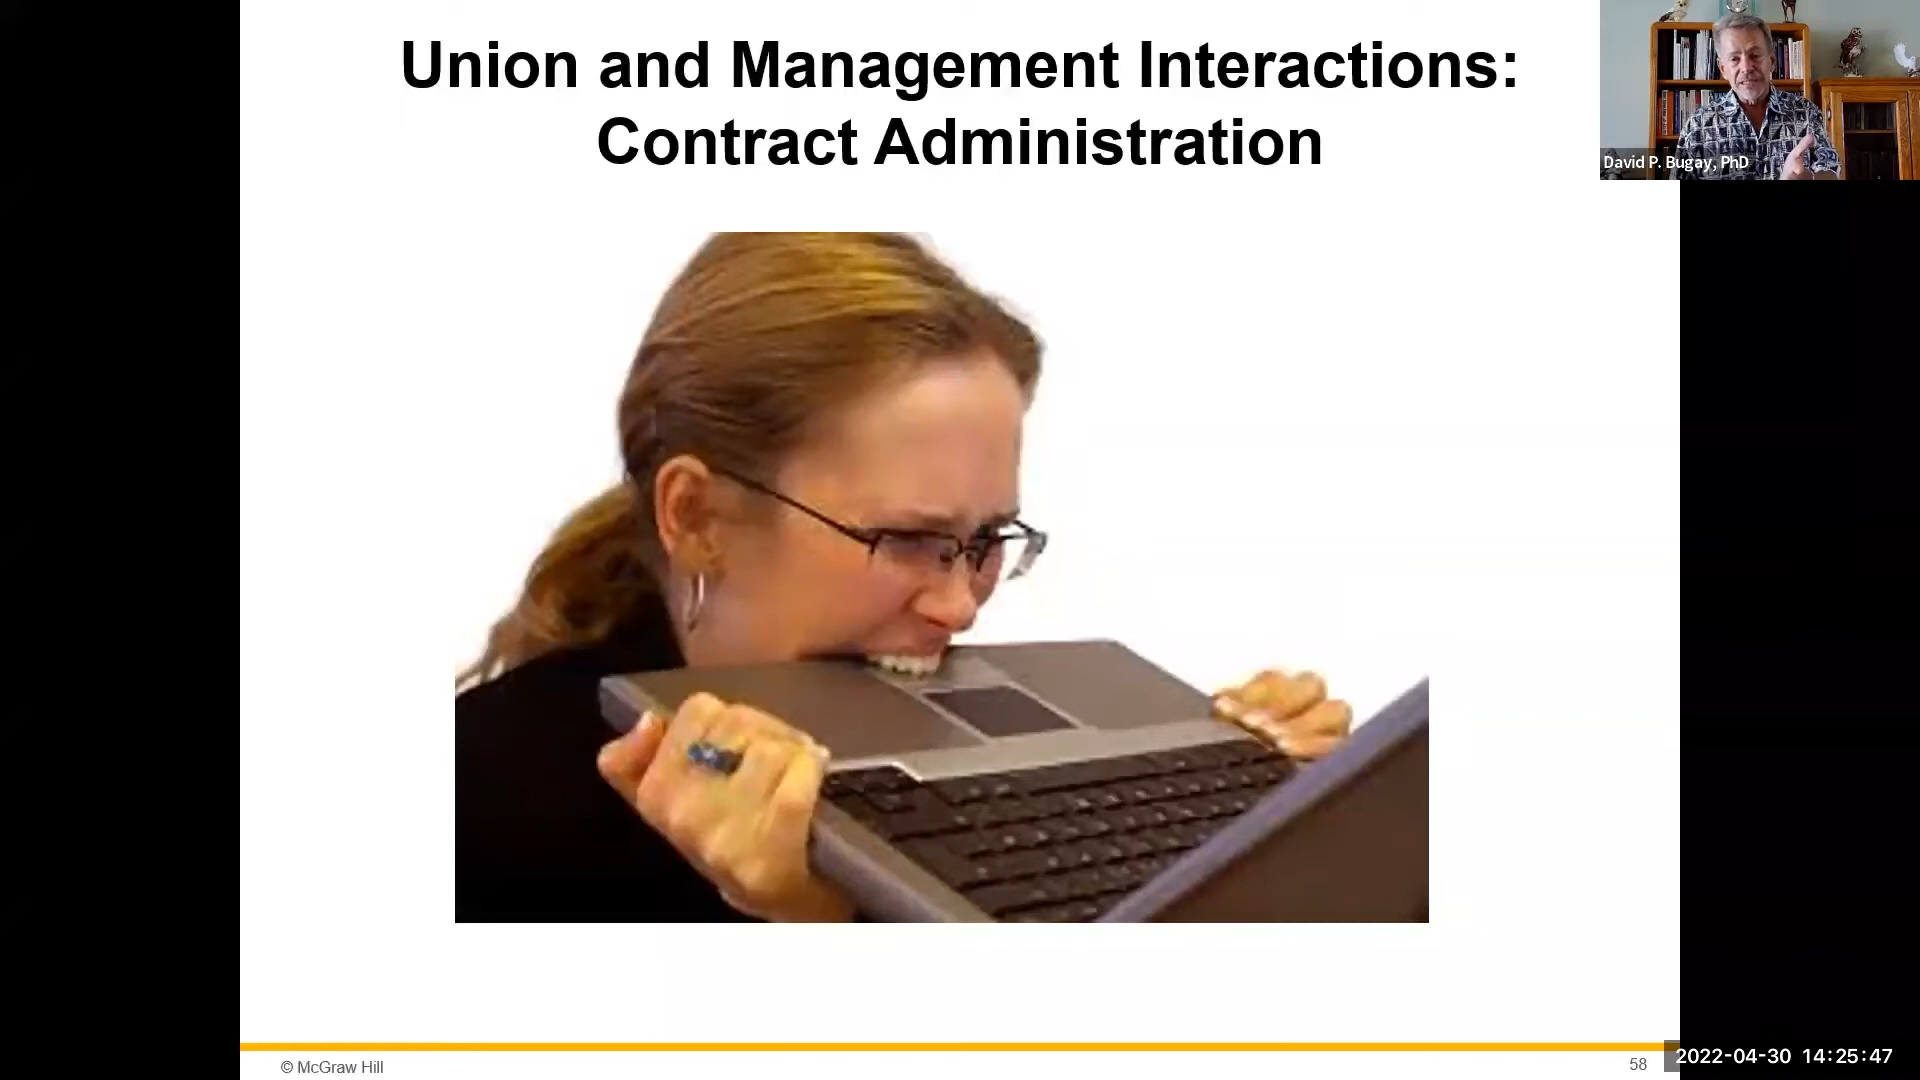 Union and Management Interactions:
Contract Administration
David P. Bugay, PhD
© McGraw Hill
58
2022-04-30 14:25:47